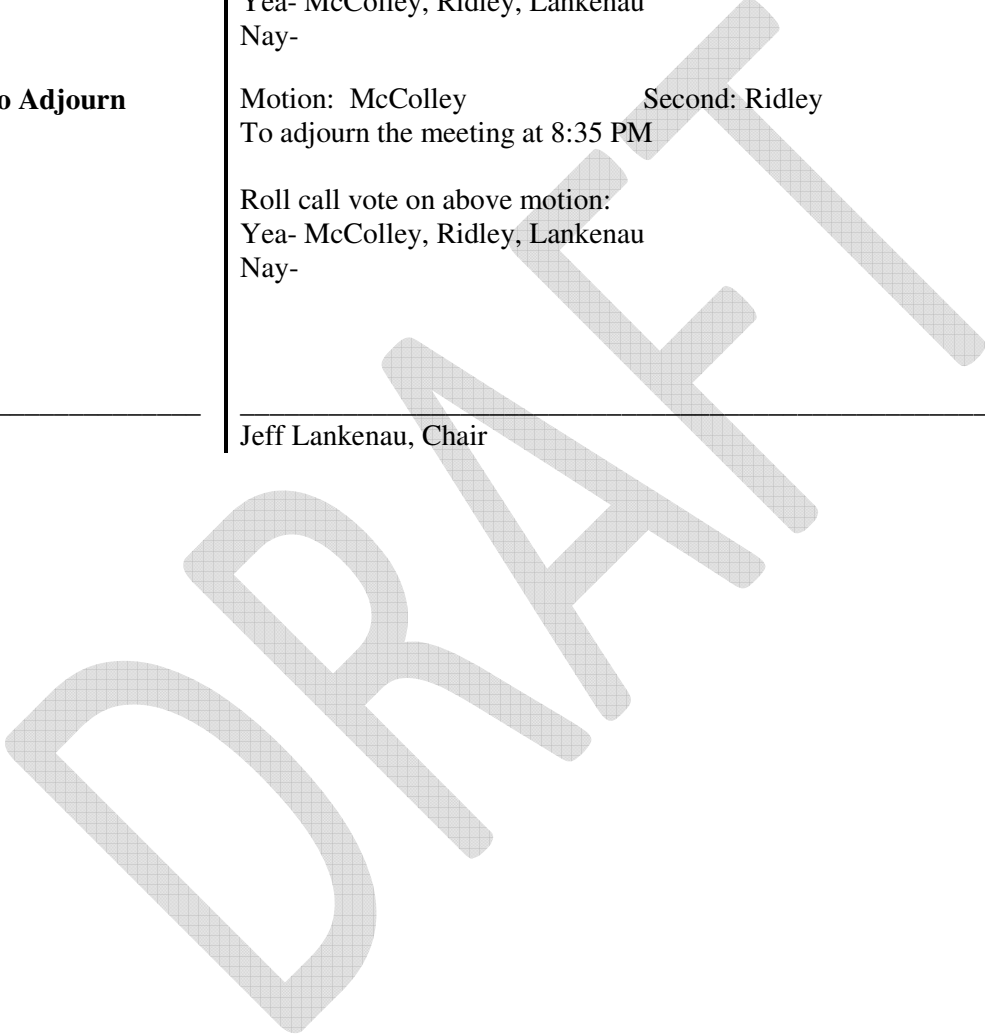 Yea- McColley, Ridley, Lankenau
Nay-
o Adjourn
Motion: McColley Second: Ridley
To adjourn the meeting at 8:35 PM
Roll call vote on above motion:
Yea- McColley, Ridley, Lankenau
Nay-
Jeff Lankenau, Chair
DRAFT